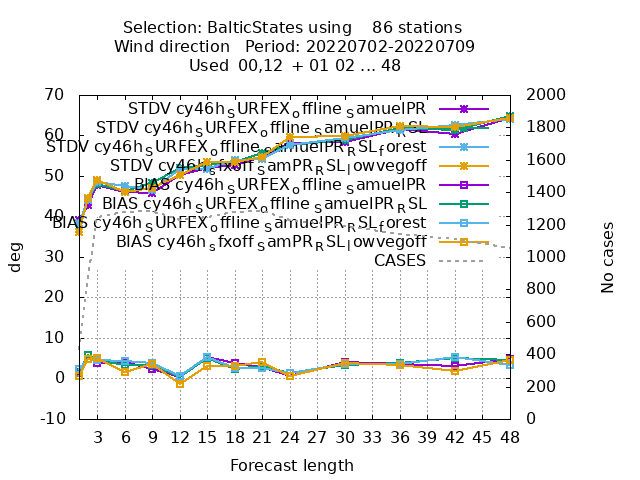 Selection: BalticStates using    86 stations
Wind direction   Period: 20220702-20220709
Used  00,12  + 01 02 ... 48
STDV cy46h_SURFEX_offline_samuelPR
STDV cy46h_SURFEX_offline_samuelPR_RSL
STDV cy46h_SURFEX_offline_samuelPR_RSL_forest
STDV cy46h_sfxoff_SamPR_RSL_lowvegoff
BIAS cy46h_SURFEX_offline_samuelPR
BIAS cy46h_SURFEX_offline_samuelPR_RSL
BIAS cy46h_SURFEX_offline_samuelPR_RSL_forest
BIAS cy46h_sfxoff_SamPR_RSL_lowvegoff
CASES
70
60
50
40
30
20
10
0
-10
deg
2000
1800
1600
1400
1200
1000
800
600
400
200
0
No cases
3 6 9 12 15 18 21 24 27 30 33 36 39 42 45 48
Forecast length